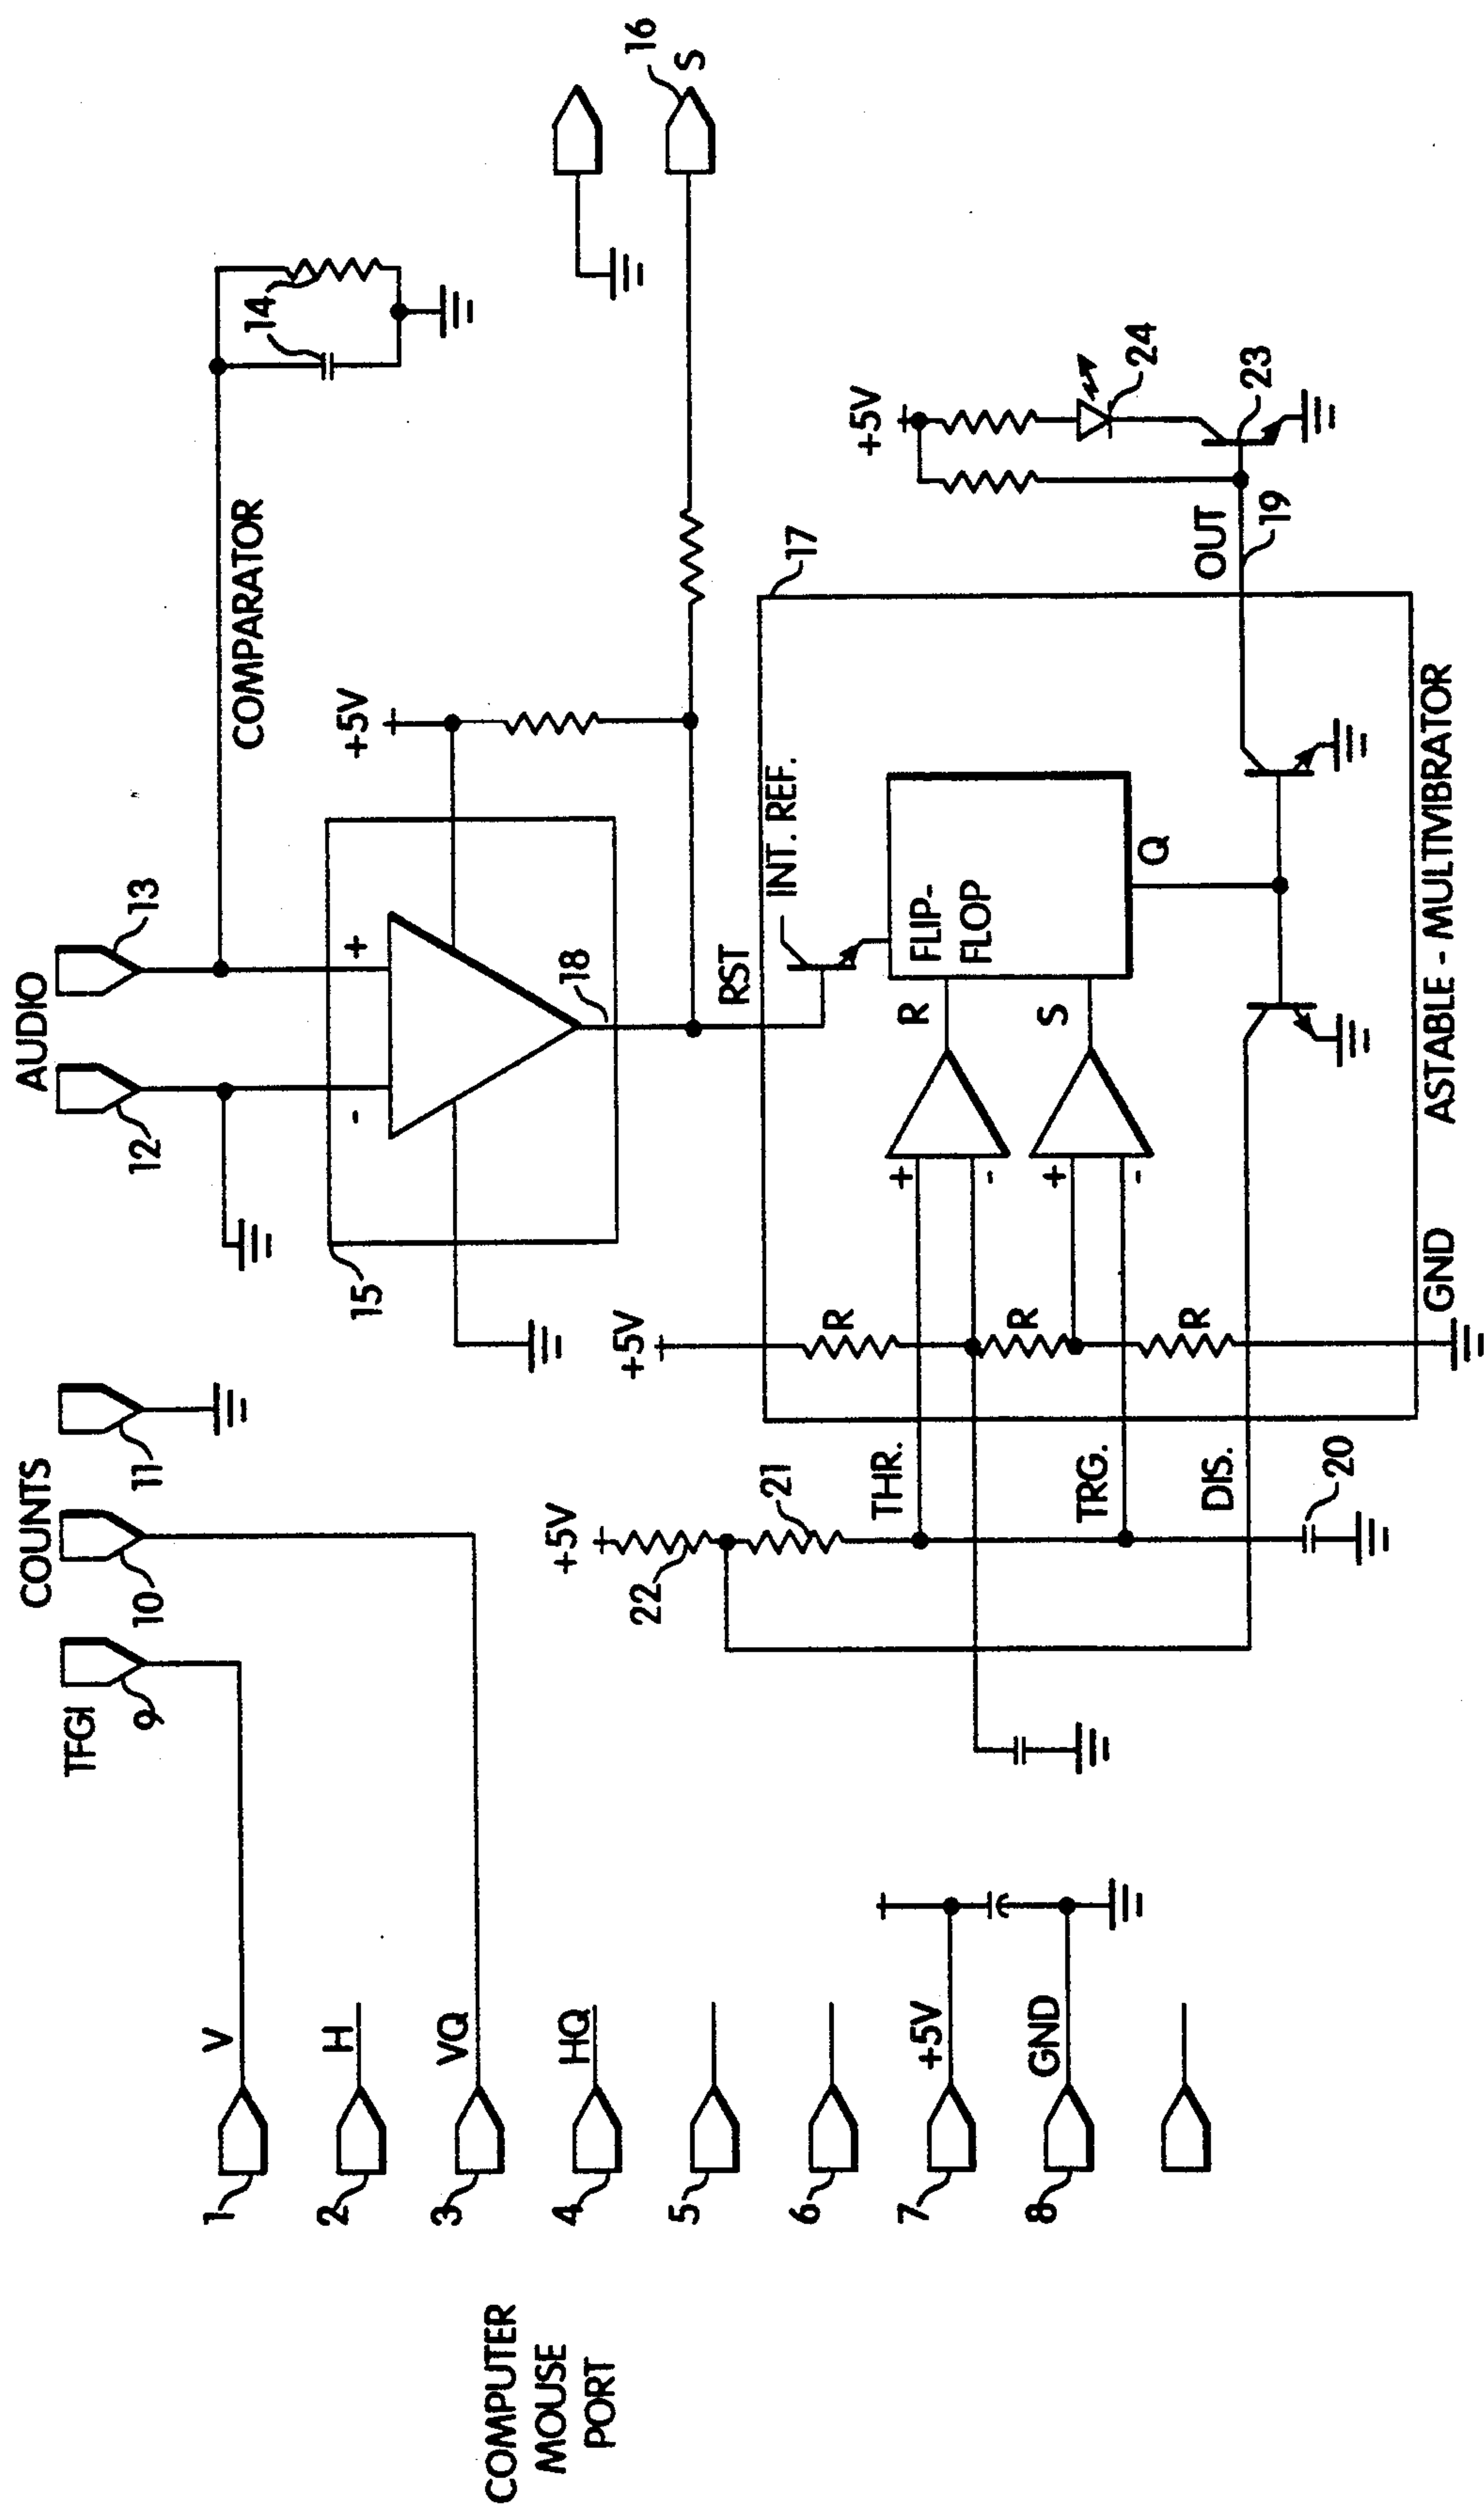 COMPUTER
MOUSE
PORT
1
V
2
H
3
VQ
4
HQ
5
6
7
+5V
8
GND
TFGI
9
COUNTS
10
11
AUDIO
12
13
14
COMPARATOR
15
-
+
+5V
18
16
S
+5V
22
21
THR.
TRG.
DIS.
20
+5V
R
R
R
GND
+
-
+
-
R
S
RST
INT. REF.
FLIP-
FLOP
Q
17
ASTABLE - MULTIVIBRATOR
OUT
19
+5V
24
23